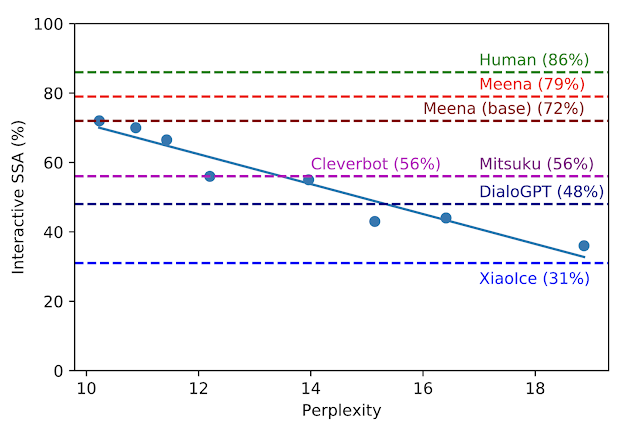 100
80
60
40
20
0
Interactive SSA (%)
Human (86%)
Meena (79%)
Meena (base) (72%)
Cleverbot (56%)
Mitsuku (56%)
DialoGPT (48%)
XiaoIce (31%)
10 12 14 16 18
Perplexity